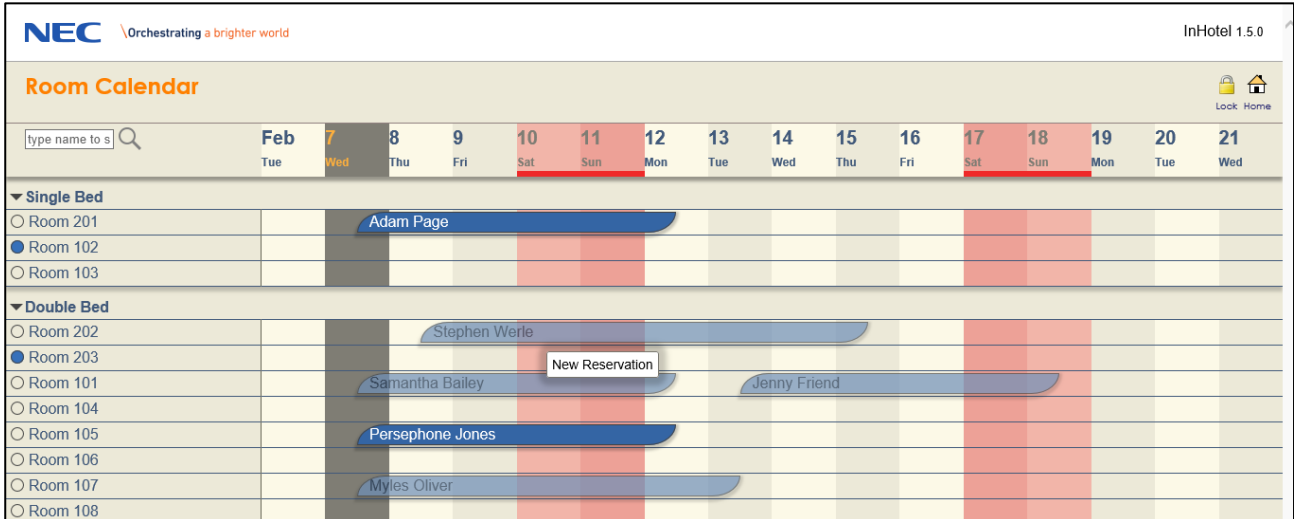 NEC \Orchestrating a brighter world
InHotel 1.5.0
Room Calendar
Lock Home
type name to s
Feb 7 8 9 10 11 12 13 14 15 16 17 18 19 20 21
Tue Wed Thu Fri Sat Sun Mon Tue Wed Thu Fri Sat Sun Mon Tue Wed
Single Bed
Room 201 Adam Page
Room 102
Room 103
Double Bed
Room 202 Stephen Werle
Room 203 New Reservation
Room 101 Samantha Bailey Jenny Friend
Room 104
Room 105 Persephone Jones
Room 106
Room 107 Myles Oliver
Room 108